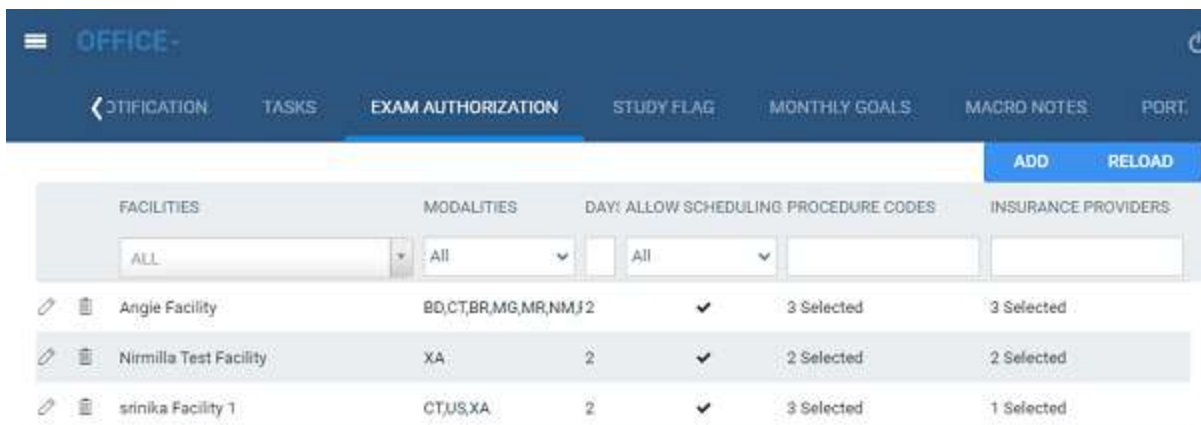 OFFICE-
OTIFICATION TASKS EXAM AUTHORIZATION STUDY FLAG MONTHLY GOALS MACRO NOTES PORT.
ADD RELOAD
FACILITIES MODALITIES DAYS ALLOW SCHEDULING PROCEDURE CODES INSURANCE PROVIDERS
ALL All All
Angie Facility BD,CT,BR,MG,MR,NM, 2 3 Selected 3 Selected
Nirmilla Test Facility XA 2 2 Selected 2 Selected
srinika Facility 1 CT,US,XA 2 3 Selected 1 Selected